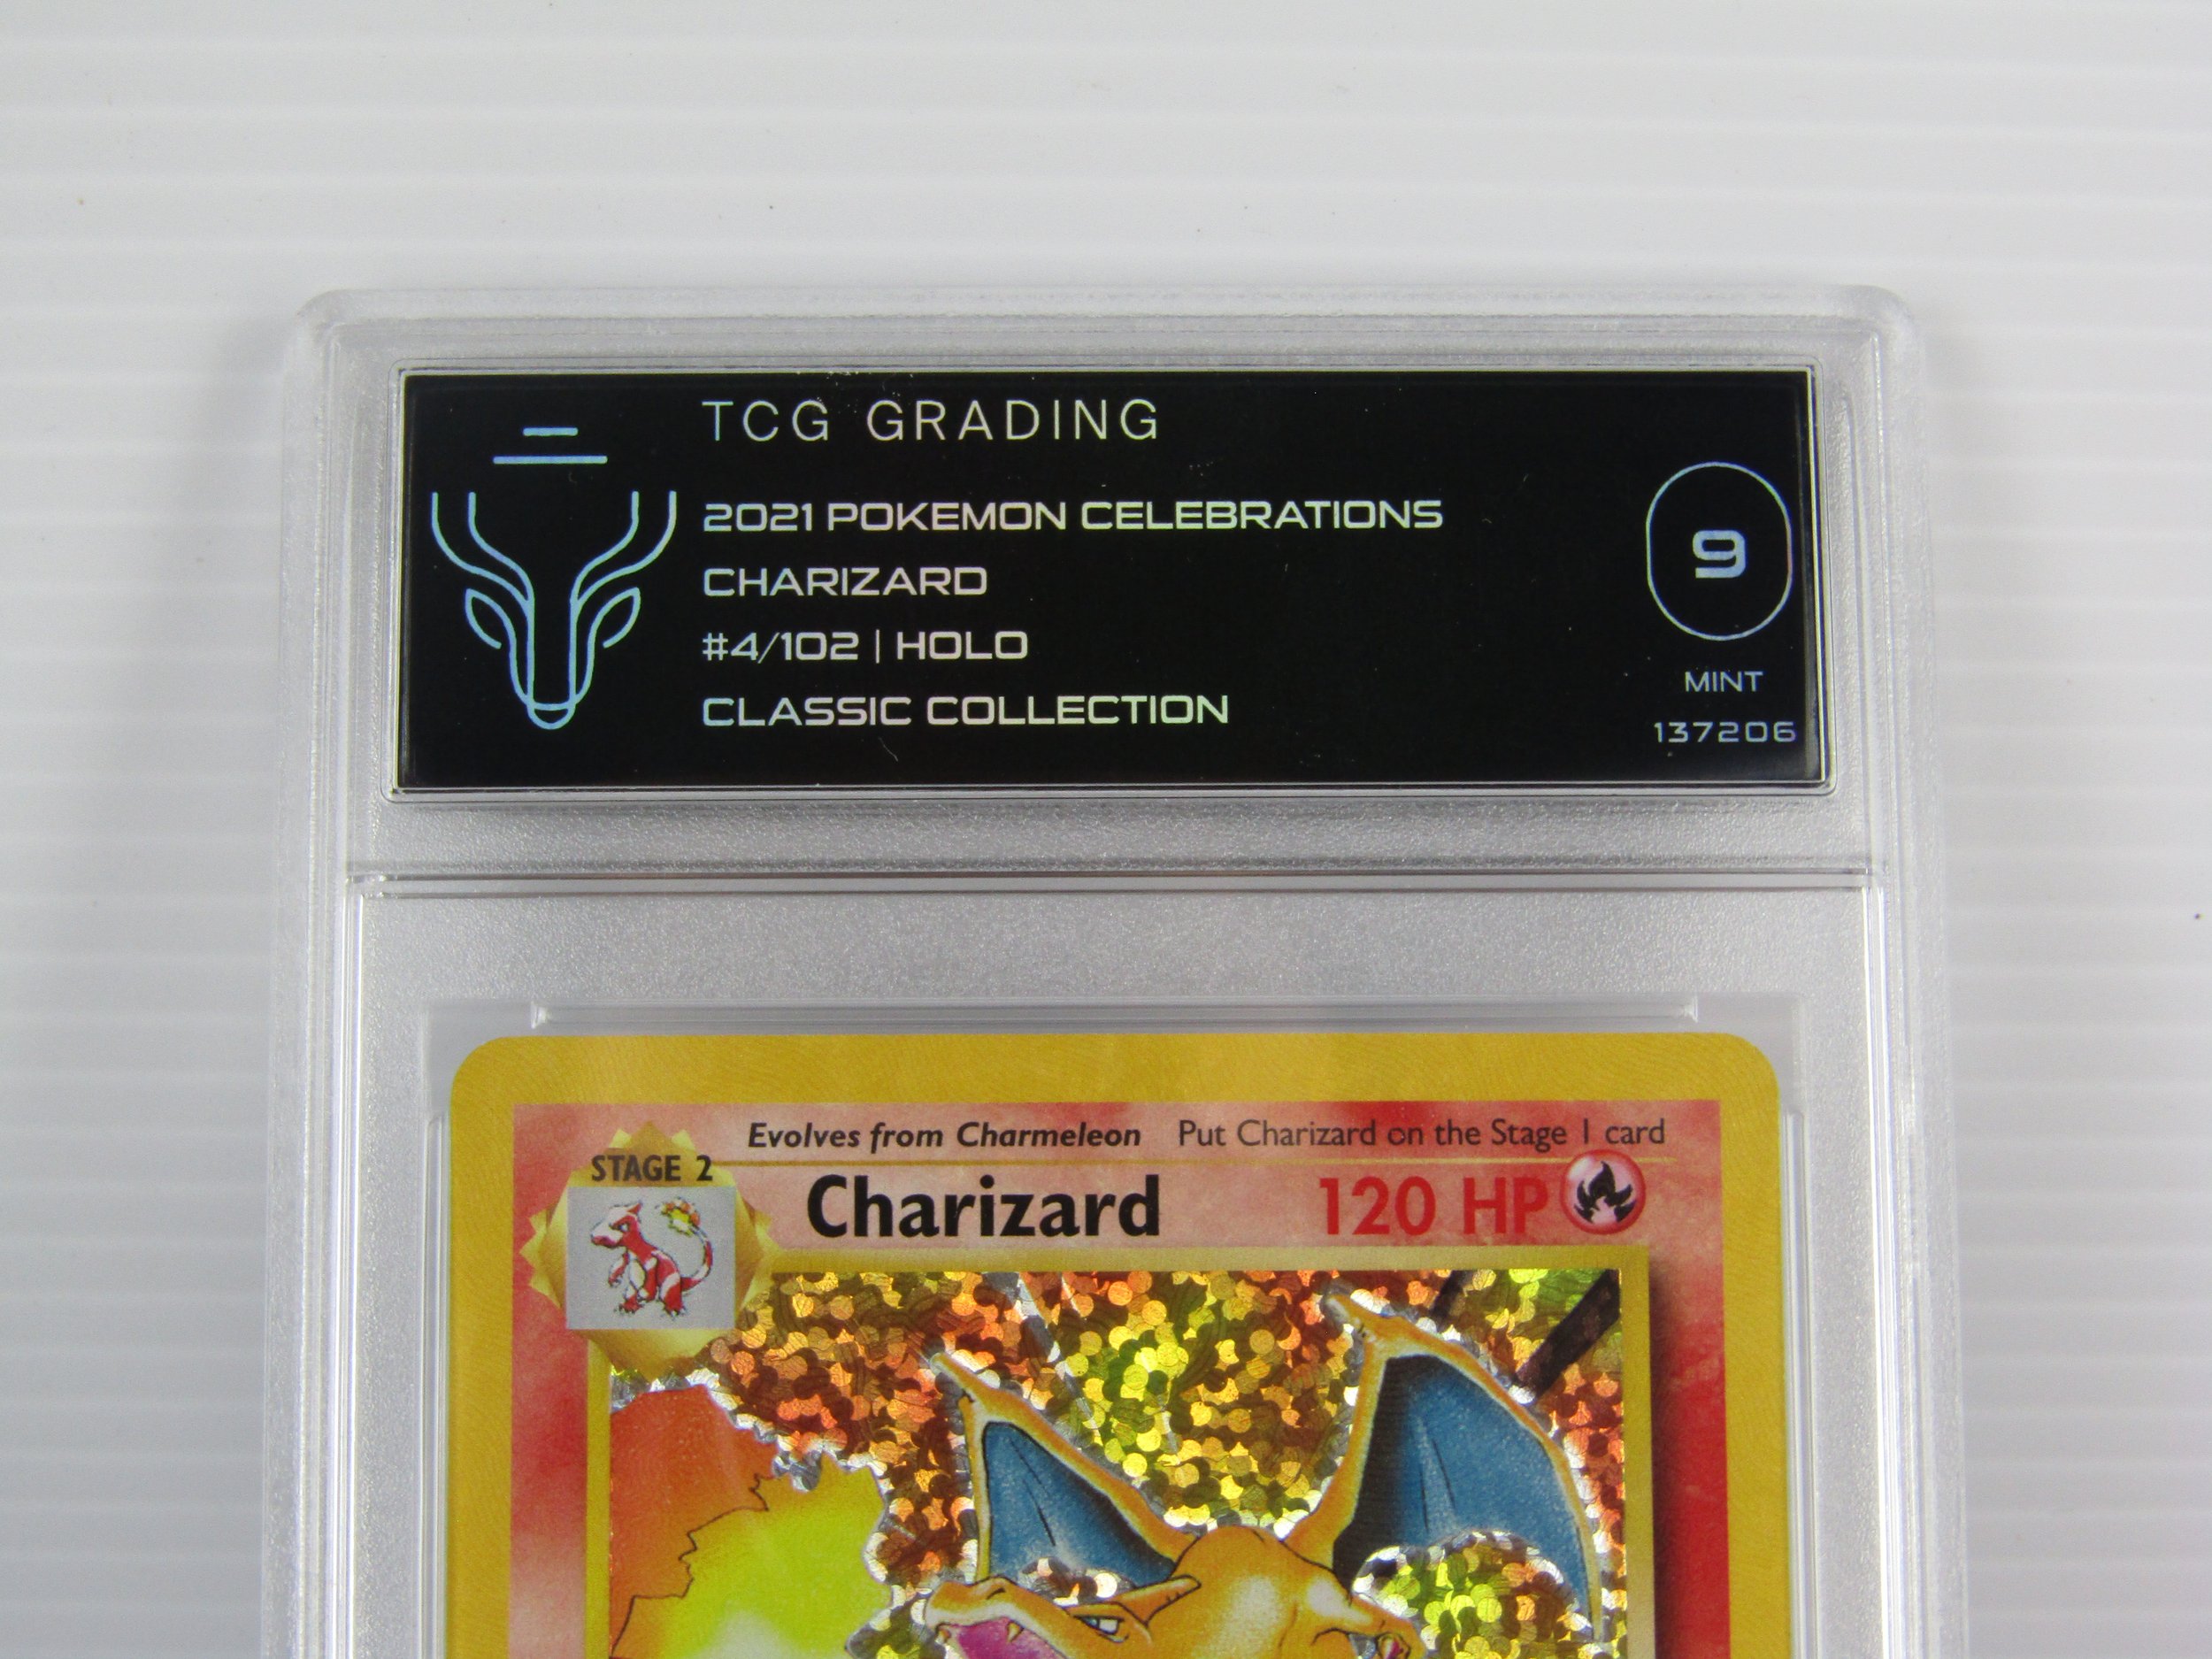 TCG GRADING
2021 POKEMON CELEBRATIONS
CHARIZARD
#4/102 | HOLO
CLASSIC COLLECTION
9
MINT
137206
Evolves from Charmeleon Put Charizard on the Stage 1 card
STAGE 2
Charizard 120 HP